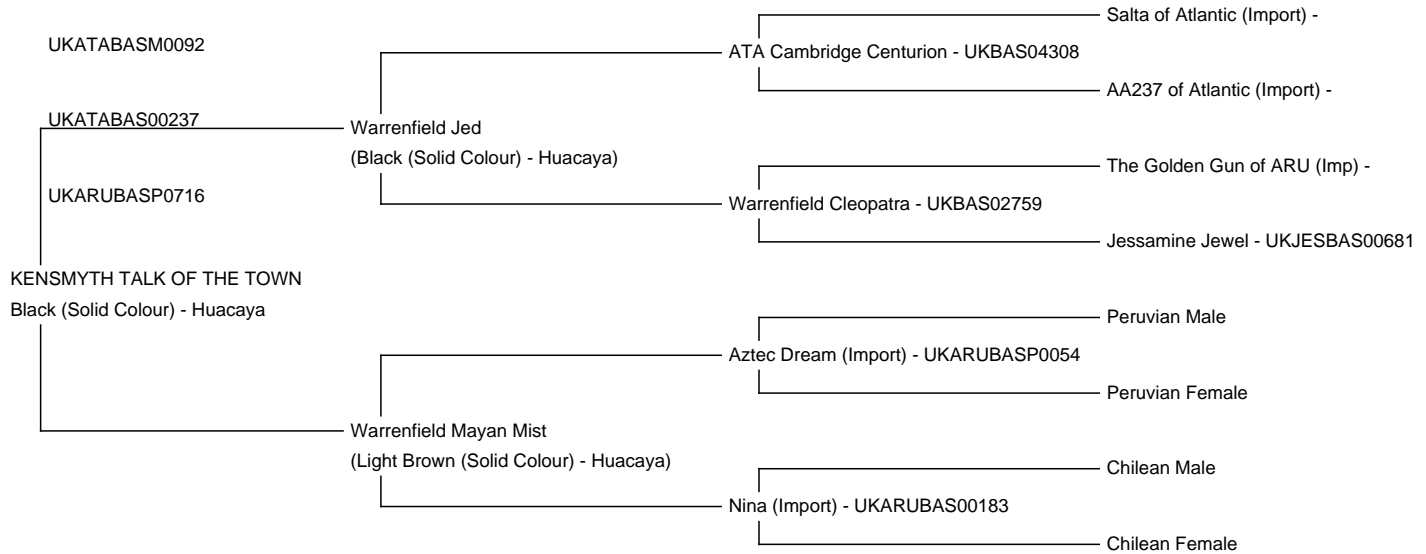 Salta of Atlantic (Import) -
UKATABASM0092
ATA Cambridge Centurion - UKBAS04308
AA237 of Atlantic (Import) -
UKATABAS00237
Warrenfield Jed
(Black (Solid Colour) - Huacaya)
The Golden Gun of ARU (Imp) -
UKARUBASP0716
Warrenfield Cleopatra - UKBAS02759
Jessamine Jewel - UKJESBAS00681
KENSMYTH TALK OF THE TOWN
Black (Solid Colour) - Huacaya
Peruvian Male
Aztec Dream (Import) - UKARUBASP0054
Peruvian Female
Warrenfield Mayan Mist
(Light Brown (Solid Colour) - Huacaya)
Chilean Male
Nina (Import) - UKARUBAS00183
Chilean Female